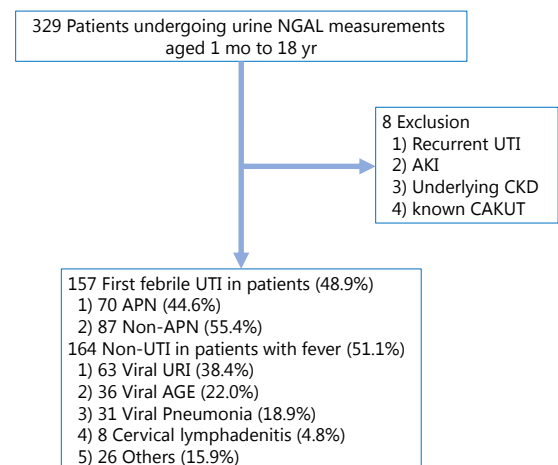 329 Patients undergoing urine NGAL measurements
aged 1 mo to 18 yr
8 Exclusion
1) Recurrent UTI
2) AKI
3) Underlying CKD
4) known CAKUT
157 First febrile UTI in patients (48.9%)
1) 70 APN (44.6%)
2) 87 Non-APN (55.4%)
164 Non-UTI in patients with fever (51.1%)
1) 63 Viral URI (38.4%)
2) 36 Viral AGE (22.0%)
3) 31 Viral Pneumonia (18.9%)
4) 8 Cervical lymphadenitis (4.8%)
5) 26 Others (15.9%)